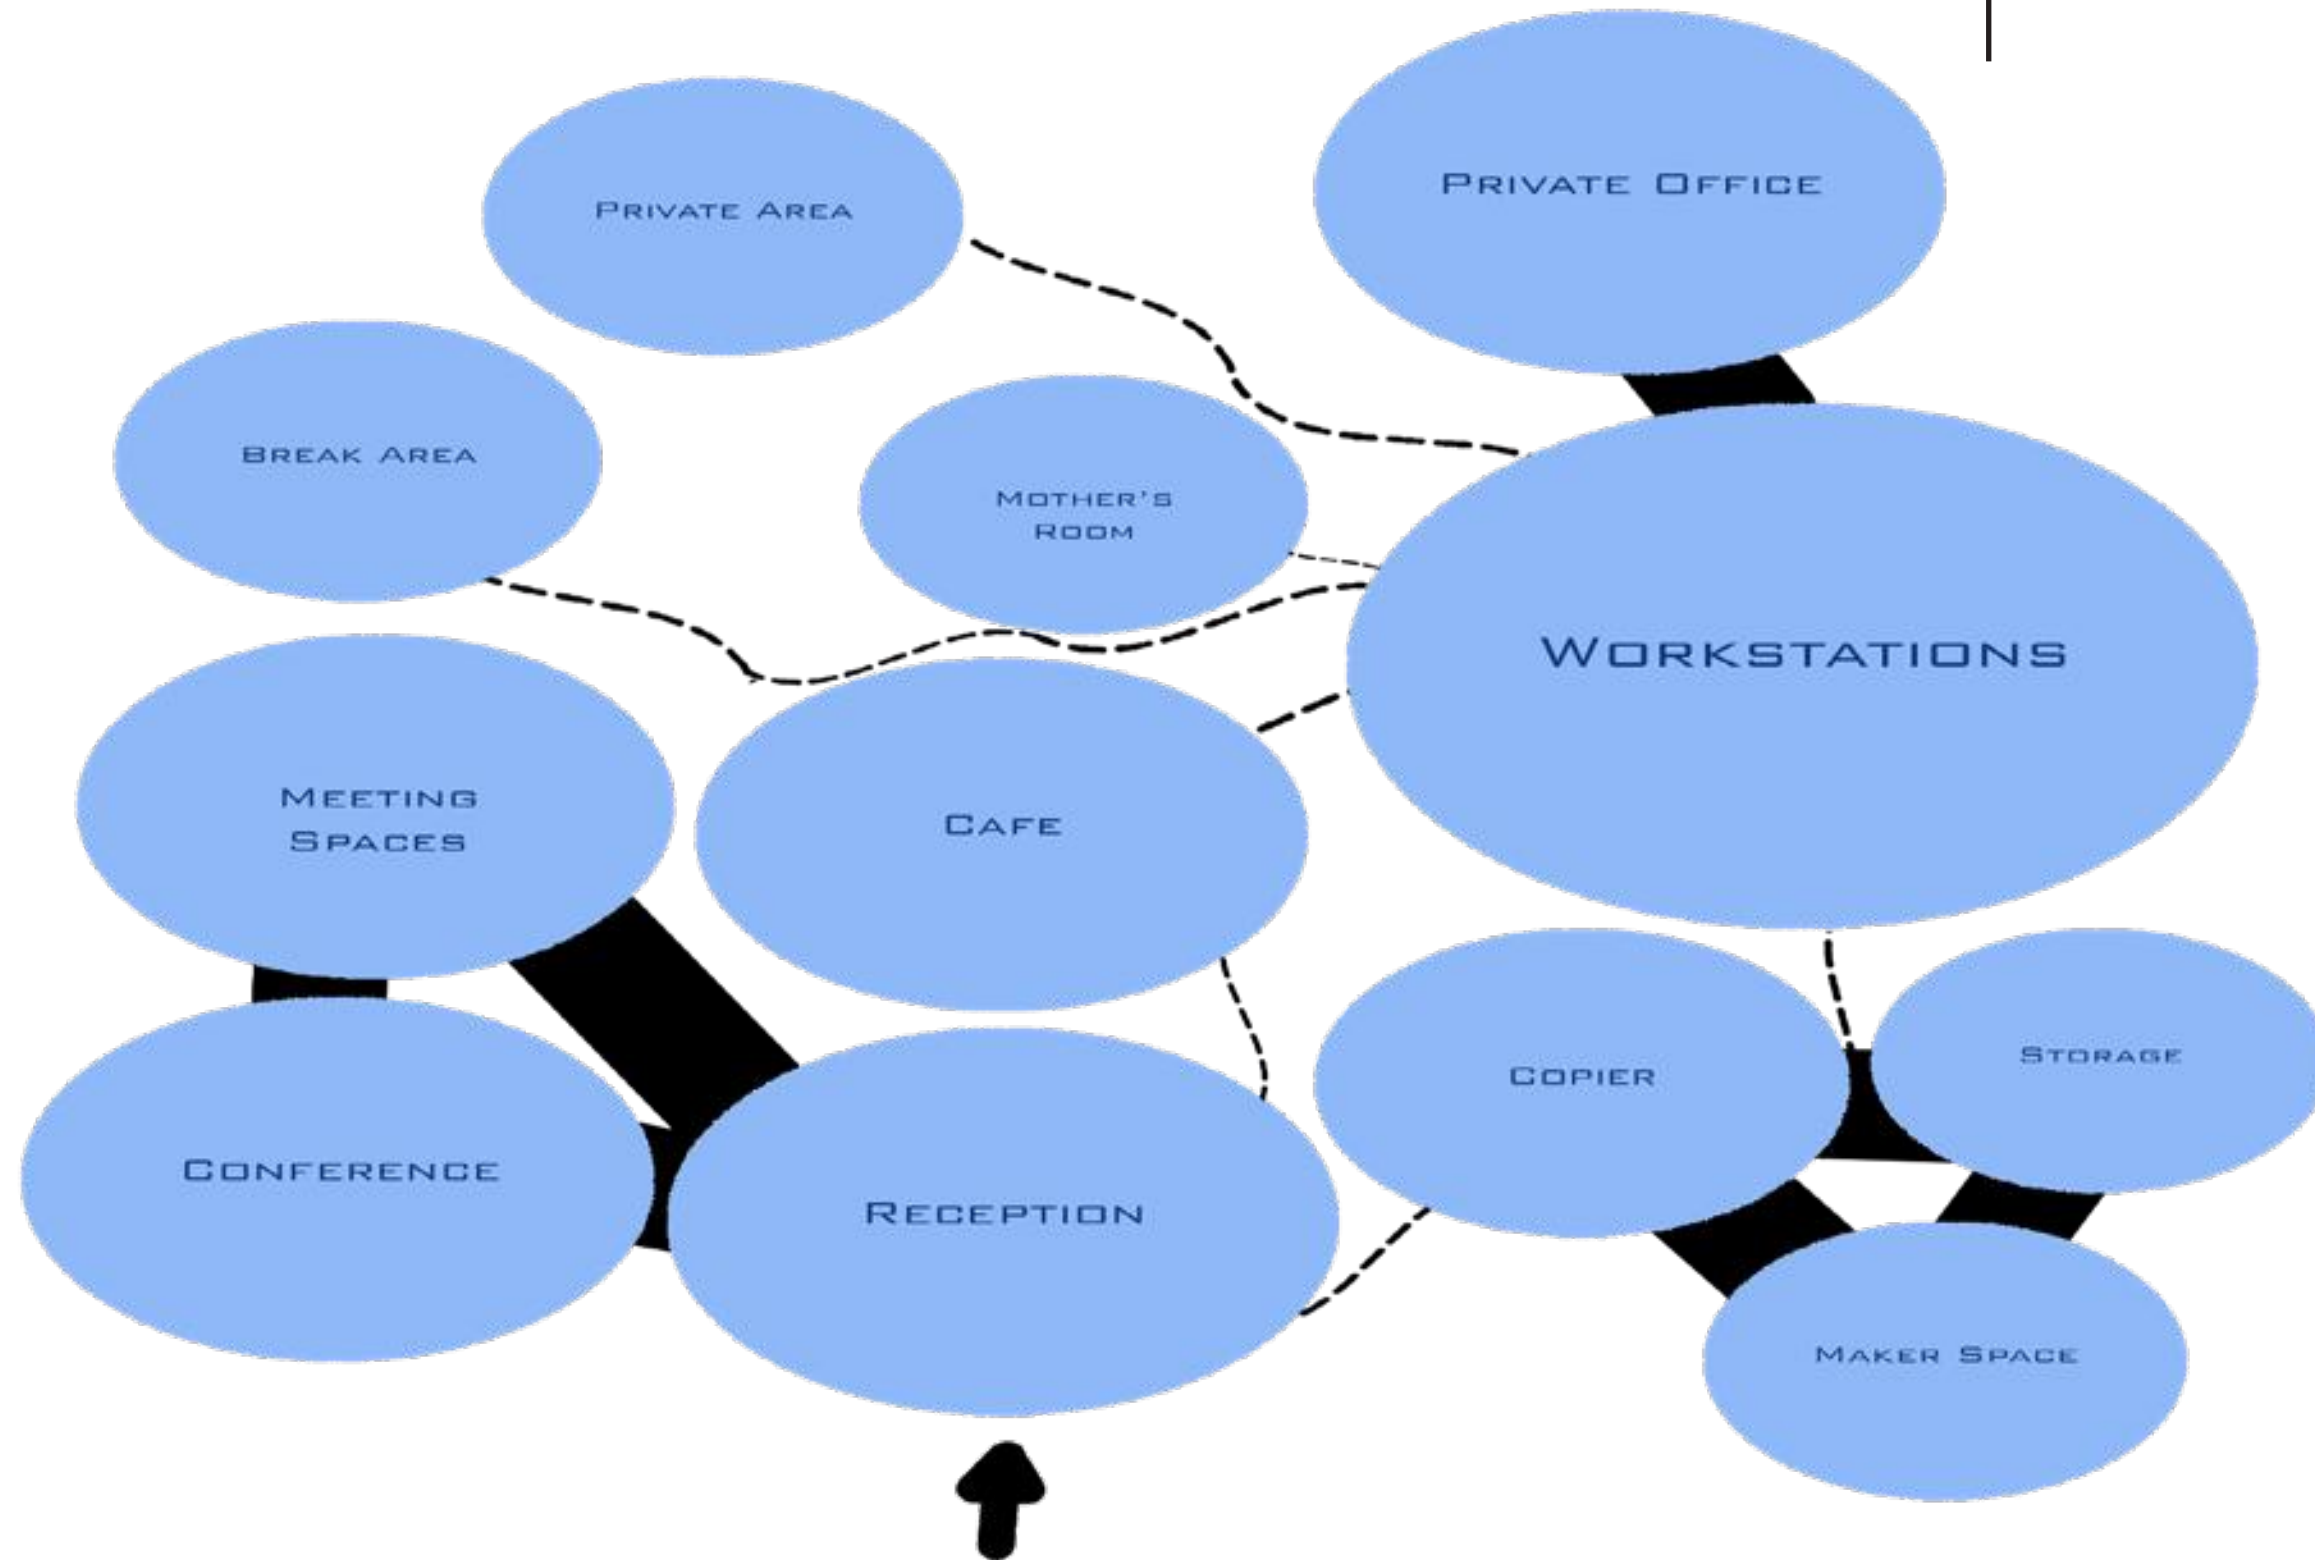 Private Office
Private Area
Break Area
Mother's
Room
Workstations
Meeting
Spaces
Cafe
Storage
Copier
Conference
Reception
Maker Space